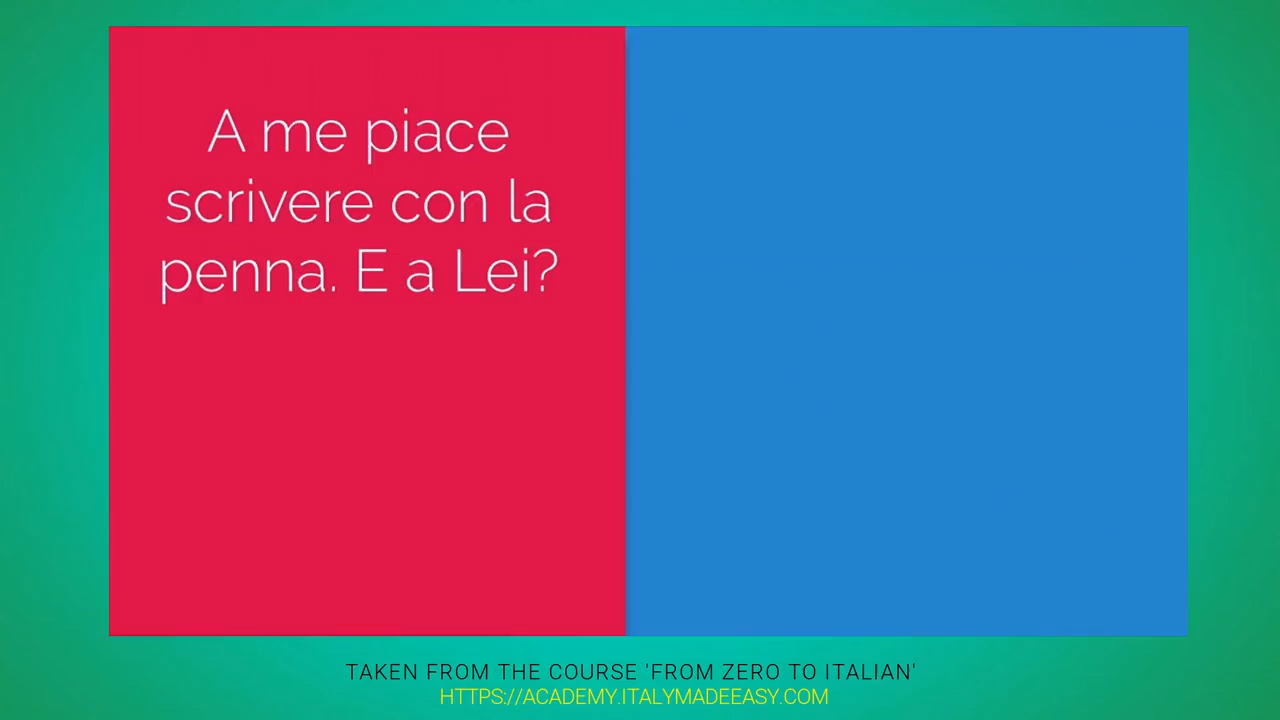 A me piace
scrivere con la
penna. E a Lei?
TAKEN FROM THE COURSE 'FROM ZERO TO ITALIAN'
HTTPS://ACADEMY.ITALYMADEEASY.COM